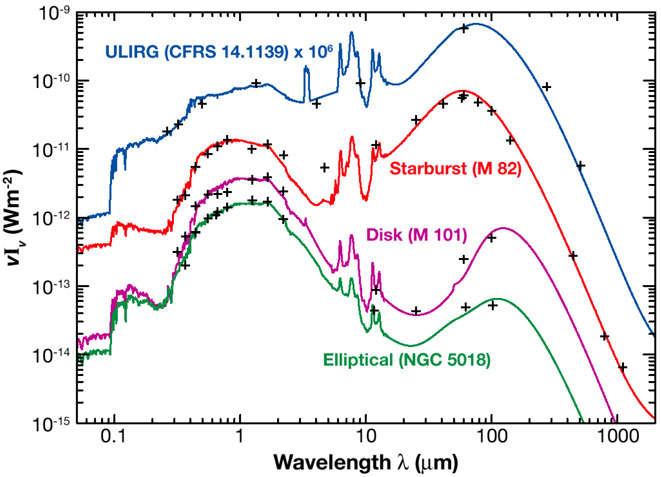 10⁻⁹
ULIRG (CFRS 14.1139) x 10⁶
10⁻¹⁰
10⁻¹¹
Starburst (M 82)
10⁻¹²
Disk (M 101)
10⁻¹³
10⁻¹⁴
Elliptical (NGC 5018)
10⁻¹⁵
νIᵥ (Wm⁻²)
0.1 1 10 100 1000
Wavelength λ (μm)